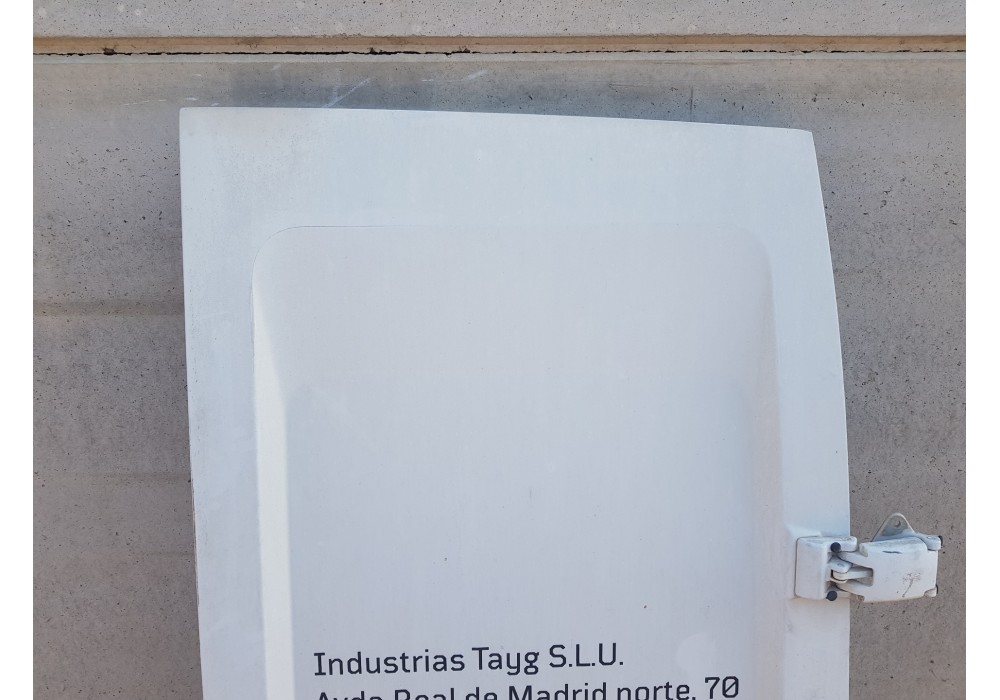 Industrias Tayg S.L.U.
Avda Real de Madrid norte, 70